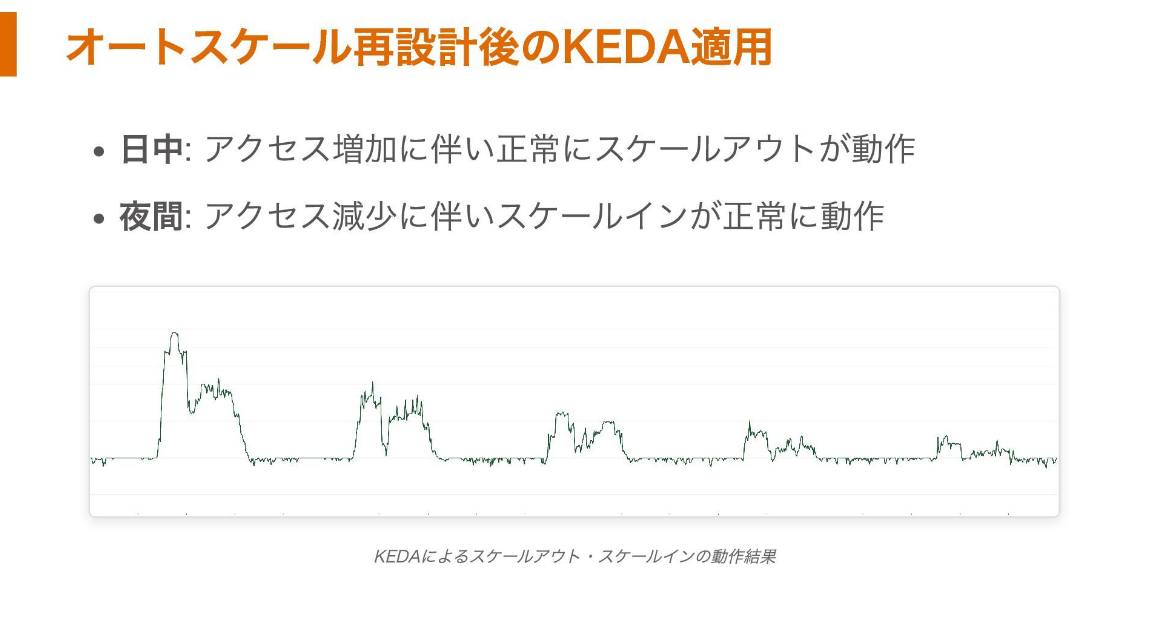 オートスケール再設計後のKEDA適用
• 日中: アクセス増加に伴い正常にスケールアウトが動作
• 夜間: アクセス減少に伴いスケールインが正常に動作
KEDAによるスケールアウト・スケールインの動作結果